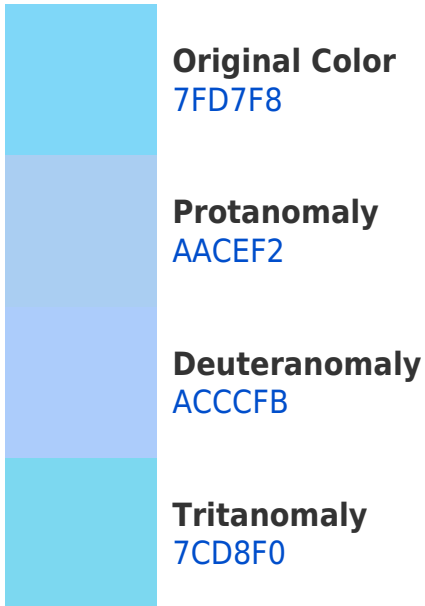 Original Color
7FD7F8
Protanomaly
AACEF2
Deuteranomaly
ACCCFB
Tritanomaly
7CD8F0